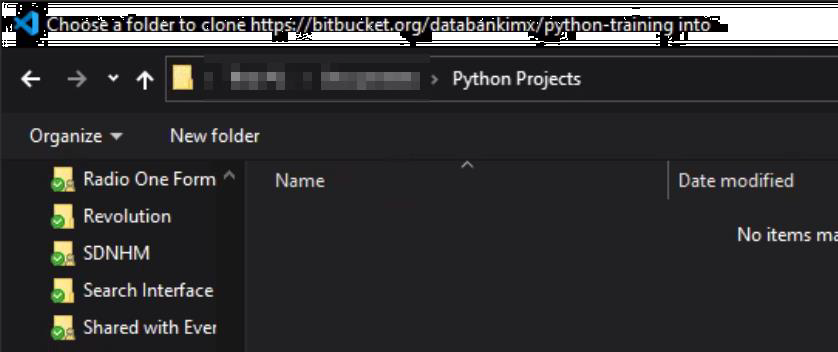 Choose a folder to clone https://bitbucket.org/databankimx/python-training into
› Python Projects
Organize New folder
Name Date modified
No items ma
Radio One Form
Revolution
SDNHM
Search Interface
Shared with Ever